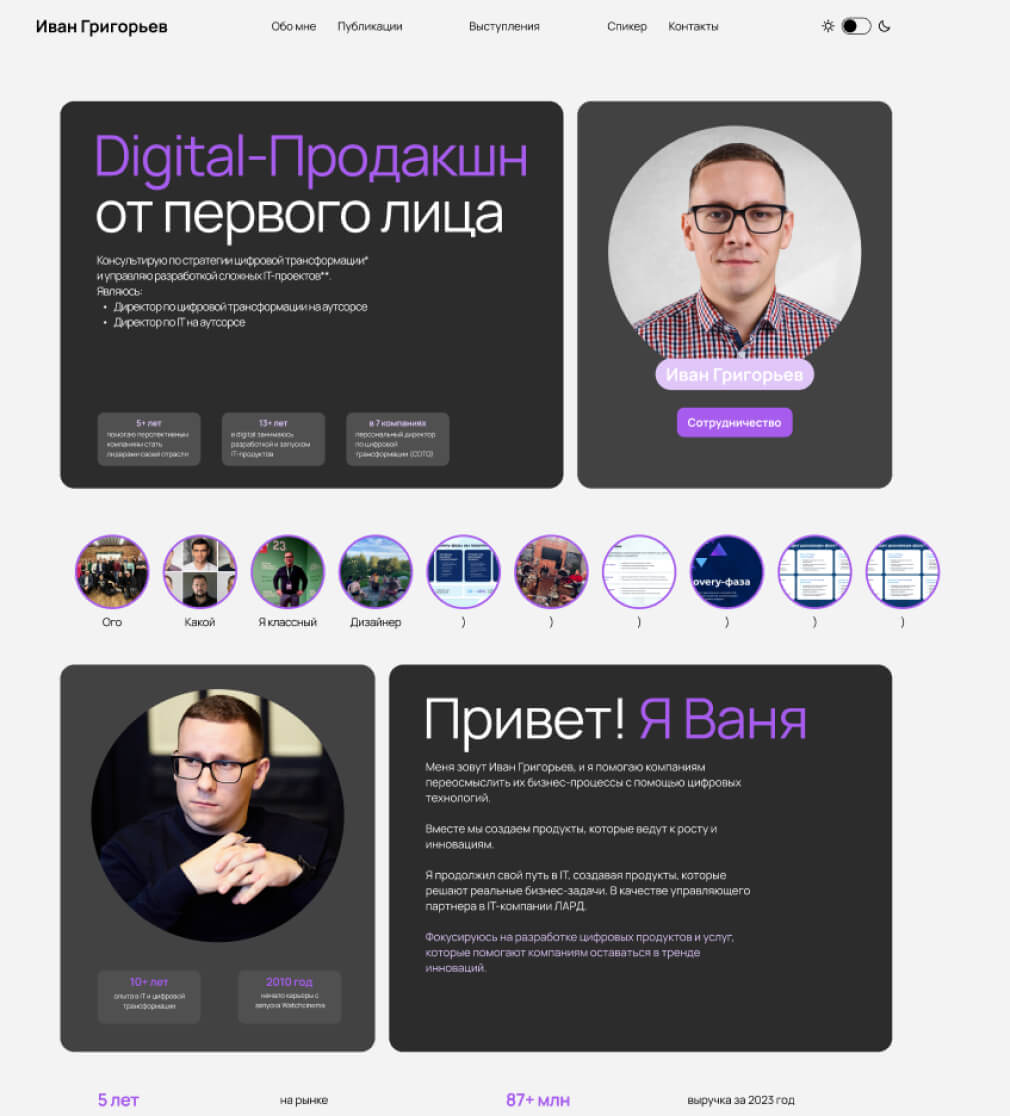 Иван Григорьев
Обо мне
Публикации
Выступления
Спикер
Контакты
Digital-Продакшн
от первого лица
Консультирую по стратегии цифровой трансформации*
и управляю разработкой сложных IT-проектов**.
Являюсь:
• Директор по цифровой трансформации на аутсорсе
• Директор по IT на аутсорсе
5+ лет
помогаю перспективным
компаниям стать
лидерами своей отрасли
13+ лет
в digital занимаюсь
разработкой и запуском
IT-продуктов
в 7 компаниях
персональный директор
по цифровой
трансформации (CDTO)
Иван Григорьев
Сотрудничество
23
overy-фаза
Ого
Какой
Я классный
Дизайнер
)
)
)
)
)
)
10+ лет
опыта в IT и цифровой
трансформации
2010 год
начало карьеры с
запуска Watchcinema
Привет! Я Ваня
Меня зовут Иван Григорьев, и я помогаю компаниям
переосмыслить их бизнес-процессы с помощью цифровых
технологий.
Вместе мы создаем продукты, которые ведут к росту и
инновациям.
Я продолжил свой путь в IT, создавая продукты, которые
решают реальные бизнес-задачи. В качестве управляющего
партнера в IT-компании ЛАРД.
Фокусируюсь на разработке цифровых продуктов и услуг,
которые помогают компаниям оставаться в тренде
инноваций.
5 лет
на рынке
87+ млн
выручка за 2023 год